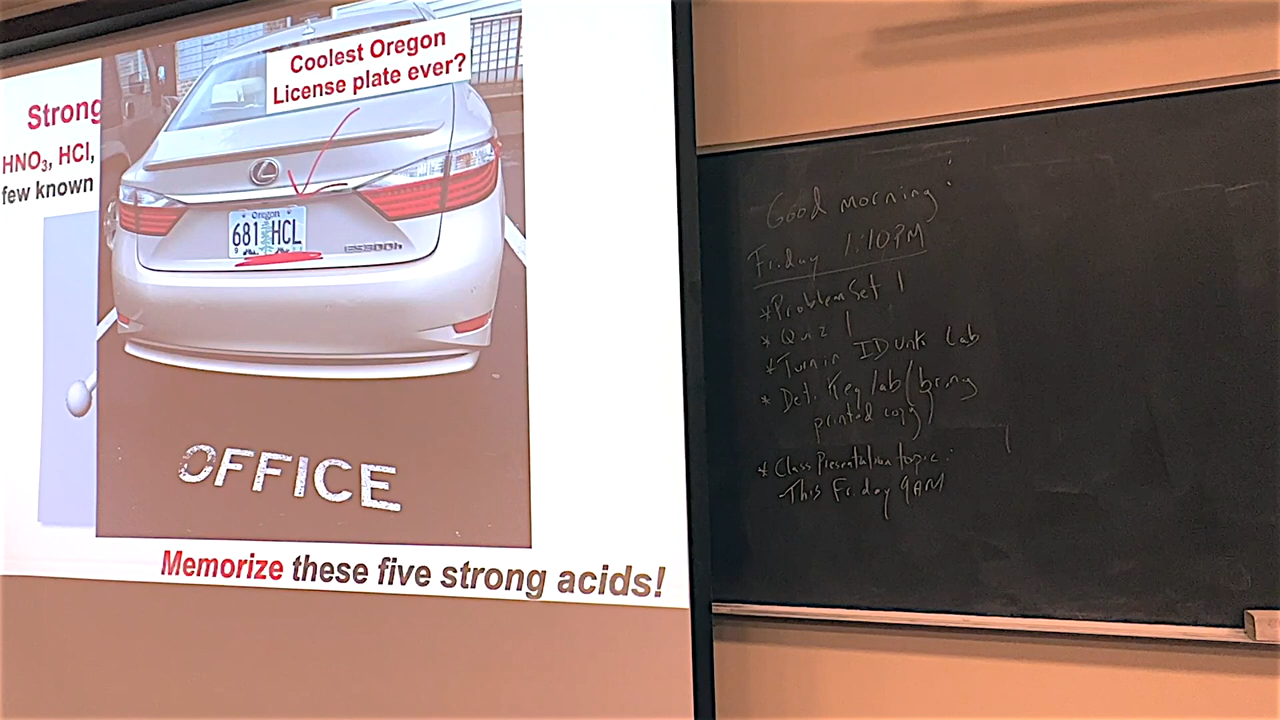 Strong
HNO₃, HCl,
few known
Coolest Oregon
License plate ever?
Oregon
681 HCL
ES300h
OFFICE
Memorize these five strong acids!
Good morning!
Friday 1:10PM
*Problem Set 1
* Quiz 1
*Turn in ID Unks Lab
* Det. Keq lab (bring
printed copy)
* Class Presentation topic:
This Friday 9AM